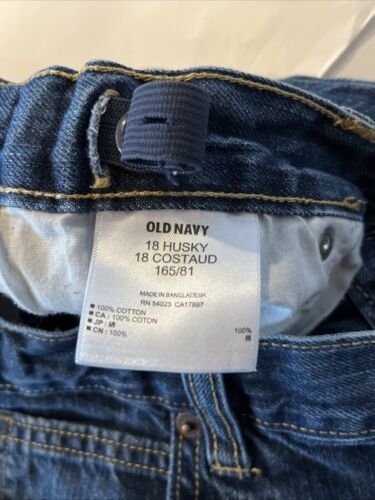 OLD NAVY
18 HUSKY
18 COSTAUD
165/81
MADE IN BANGLADESH
RN 54023 CA17897
100% COTTON
CA : 100% COTON
JP : 綿
CN : 100% 100%
棉